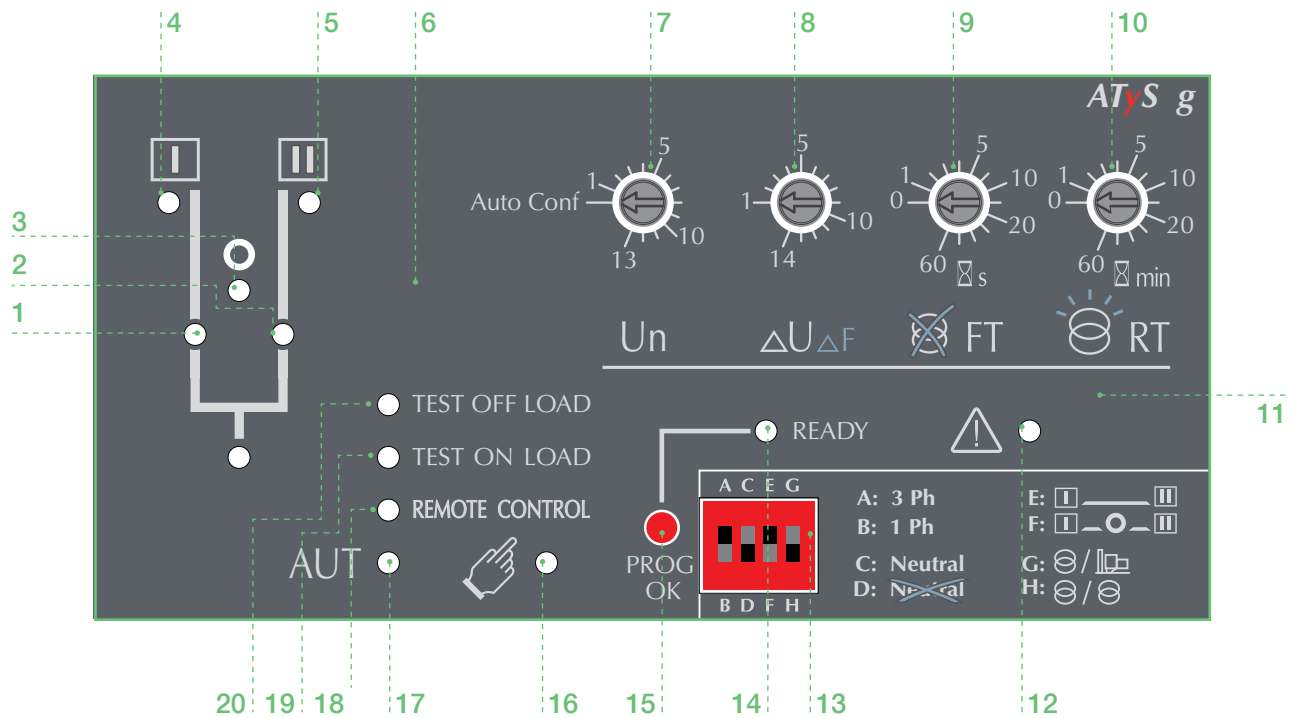 4 5 6 7 8 9 10
ATyS g
I II
5 5 5 5
1 1 10 1 10
Auto Conf 1 0 0
3
10 10 20 20
13 14 60 s 60 min
2
1
Un ΔU ΔF FT RT
TEST OFF LOAD
11
READY
TEST ON LOAD
A C E G
REMOTE CONTROL
A: 3 Ph E: I II
B: 1 Ph F: I O II
AUT PROG OK
C: Neutral G: /
D: Neutral H: /
B D F H
20 19 18 17 16 15 14 13 12